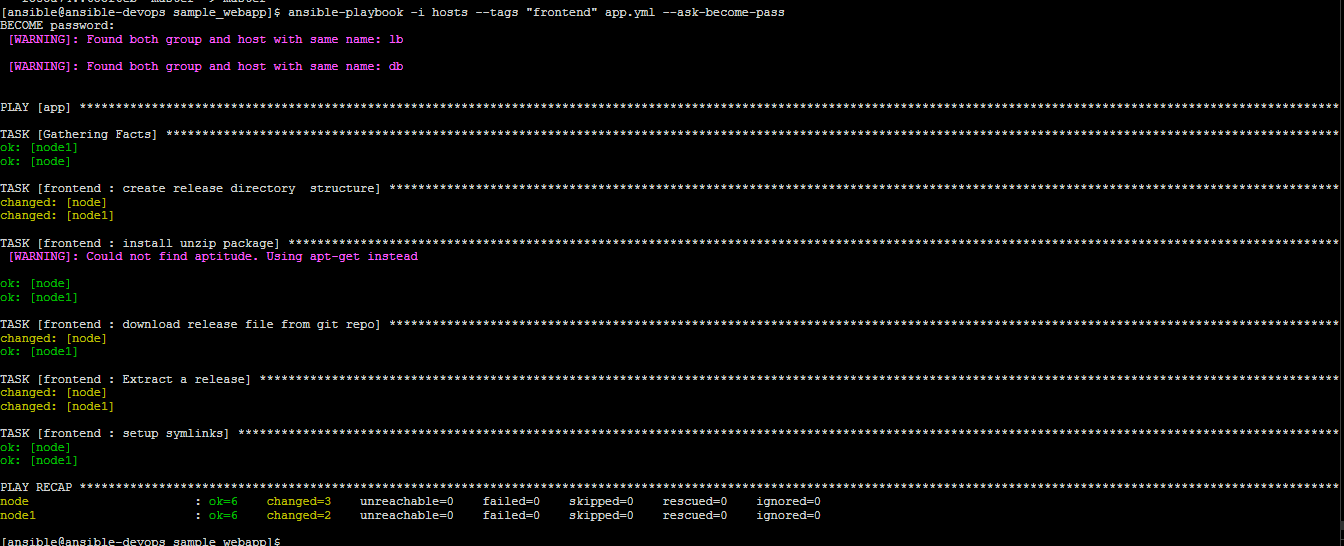 [ansible@ansible-devops sample_webapp]$ ansible-playbook -i hosts --tags "frontend" app.yml --ask-become-pass
BECOME password:
[WARNING]: Found both group and host with same name: lb
[WARNING]: Found both group and host with same name: db
PLAY [app] ****************************************************************************************************************************************************************
TASK [Gathering Facts] ****************************************************************************************************************************************************
ok: [node1]
ok: [node]
TASK [frontend : create release directory  structure] *********************************************************************************************************************
changed: [node]
changed: [node1]
TASK [frontend : install unzip package] ***********************************************************************************************************************************
[WARNING]: Could not find aptitude. Using apt-get instead
ok: [node]
ok: [node1]
TASK [frontend : download release file from git repo] *********************************************************************************************************************
changed: [node]
ok: [node1]
TASK [frontend : Extract a release] ***************************************************************************************************************************************
changed: [node]
changed: [node1]
TASK [frontend : setup symlinks] ******************************************************************************************************************************************
ok: [node]
ok: [node1]
PLAY RECAP ****************************************************************************************************************************************************************
node                       : ok=6    changed=3    unreachable=0    failed=0    skipped=0    rescued=0    ignored=0
node1                      : ok=6    changed=2    unreachable=0    failed=0    skipped=0    rescued=0    ignored=0
[ansible@ansible-devops sample_webapp]$